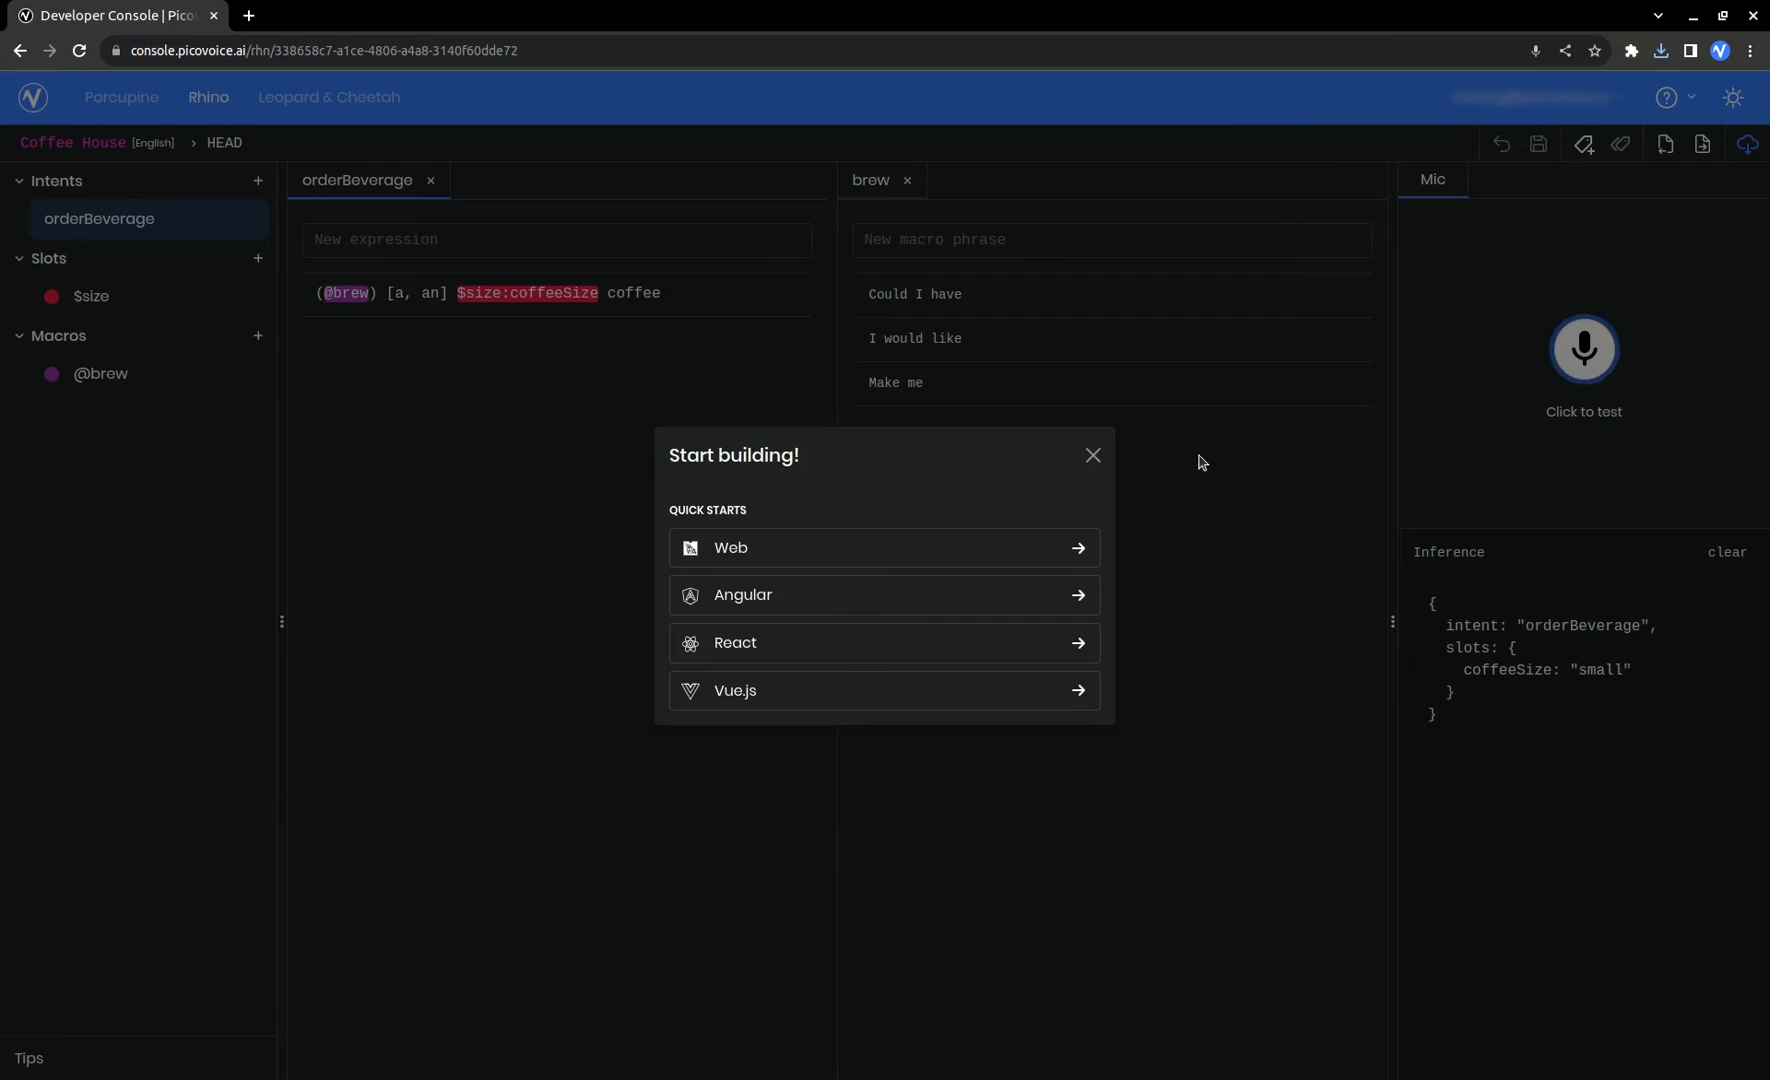 Developer Console | Pico
console.picovoice.ai/rhn/338658c7-a1ce-4806-a4a8-3140f60dde72
Porcupine
Rhino
Leopard & Cheetah
Coffee House [English] › HEAD
Intents
orderBeverage
Slots
$size
Macros
@brew
Tips
orderBeverage
New expression
(@brew) [a, an] $size:coffeeSize coffee
brew
New macro phrase
Could I have
I would like
Make me
Start building!
QUICK STARTS
Web
Angular
React
Vue.js
Mic
Click to test
Inference
clear
{
intent: "orderBeverage",
slots: {
coffeeSize: "small"
}
}